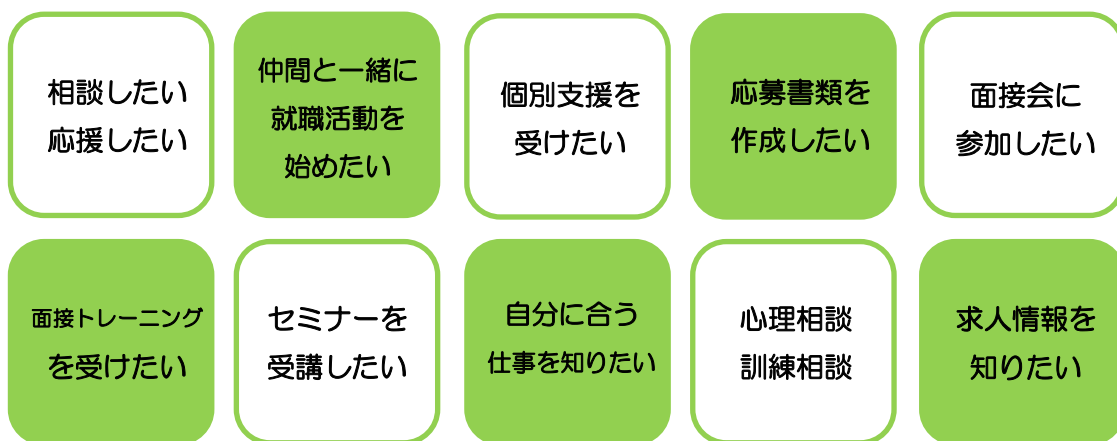 相談したい
応援したい
仲間と一緒に
就職活動を
始めたい
個別支援を
受けたい
応募書類を
作成したい
面接会に
参加したい
面接トレーニング
を受けたい
セミナーを
受講したい
自分に合う
仕事を知りたい
心理相談
訓練相談
求人情報を
知りたい